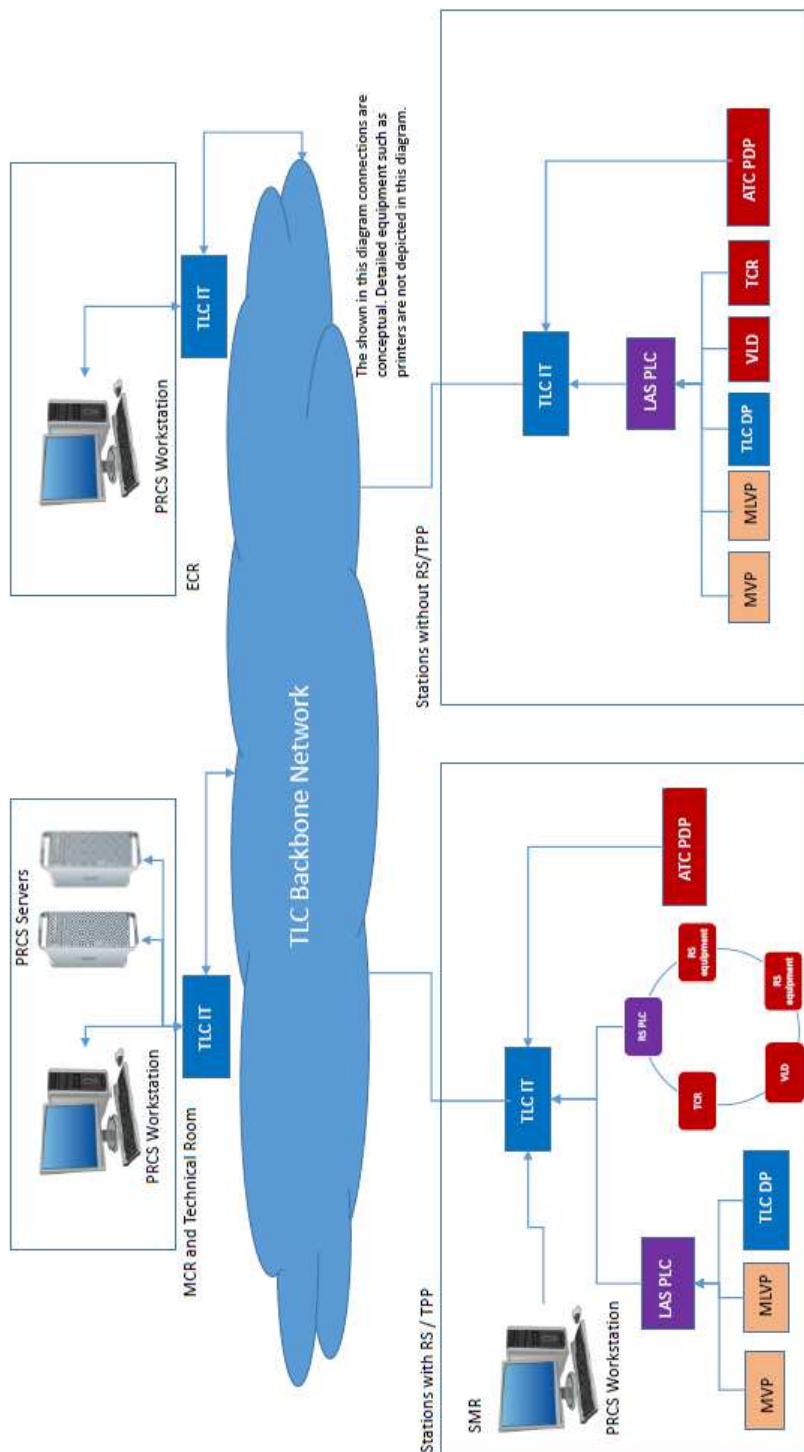 PRCS Servers
PRCS Workstation
TLC IT
MCR and Technical Room
PRCS Workstation
TLC IT
ECR
TLC Backbone Network
The shown in this diagram connections are
conceptual. Detailed equipment such as
printers are not depicted in this diagram.
Stations with RS / TPP
SMR
PRCS Workstation
TLC IT
LAS PLC
RS PLC
TCR
RS
equipment
VLD
RS
equipment
ATC PDP
MVP
MLVP
TLC DP
Stations without RS/TPP
TLC IT
LAS PLC
MVP
MLVP
TLC DP
VLD
TCR
ATC PDP